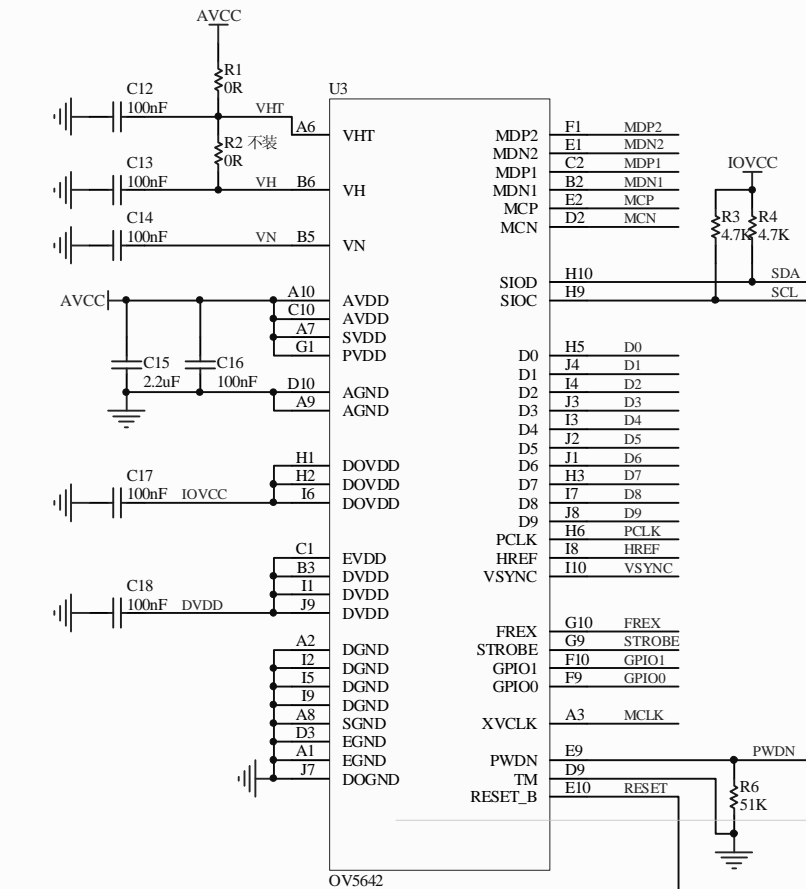 AVCC
R1
0R
C12
100nF
VHT
R2 不装
0R
C13
100nF
VH
C14
100nF
VN
AVCC
C15
2.2uF
C16
100nF
C17
100nF IOVCC
C18
100nF DVDD
U3
A6 VHT
B6 VH
B5 VN
A10 AVDD
C10 AVDD
A7 SVDD
G1 PVDD
D10 AGND
A9 AGND
H1 DOVDD
H2 DOVDD
I6 DOVDD
C1 EVDD
B3 DVDD
I1 DVDD
J9 DVDD
A2 DGND
I2 DGND
I5 DGND
I9 DGND
A8 SGND
D3 EGND
A1 EGND
J7 DOGND
MDP2 F1 MDP2
MDN2 E1 MDN2
MDP1 C2 MDP1
MDN1 B2 MDN1
MCP E2 MCP
MCN D2 MCN
IOVCC
R3
4.7K
R4
4.7K
SIOD H10 SDA
SIOC H9 SCL
D0 H5 D0
D1 J4 D1
D2 I4 D2
D3 J3 D3
D4 I3 D4
D5 J2 D5
D6 J1 D6
D7 H3 D7
D8 I7 D8
D9 J8 D9
PCLK H6 PCLK
HREF I8 HREF
VSYNC I10 VSYNC
FREX G10 FREX
STROBE G9 STROBE
GPIO1 F10 GPIO1
GPIO0 F9 GPIO0
XVCLK A3 MCLK
PWDN E9 PWDN
TM D9
RESET_B E10 RESET
R6
51K
OV5642